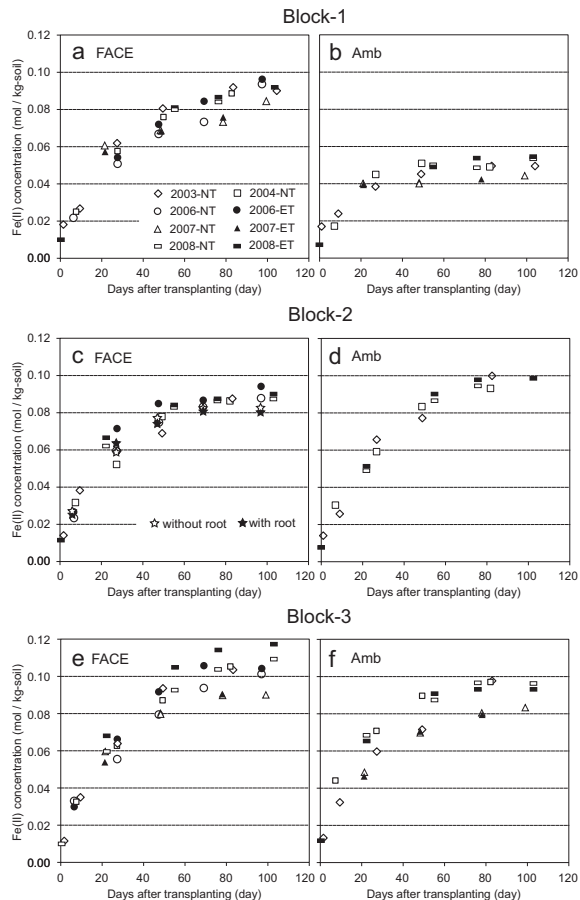 Block-1
a FACE
b Amb
Fe(II) concentration (mol / kg-soil)
0.12
0.10
0.08
0.06
0.04
0.02
0.00
2003-NT 2004-NT
2006-NT 2006-ET
2007-NT 2007-ET
2008-NT 2008-ET
0 20 40 60 80 100 120
0 20 40 60 80 100 120
Days after transplanting (day)
Days after transplanting (day)
Block-2
c FACE
d Amb
Fe(II) concentration (mol / kg-soil)
0.12
0.10
0.08
0.06
0.04
0.02
0.00
without root with root
0 20 40 60 80 100 120
0 20 40 60 80 100 120
Days after transplanting (day)
Days after transplanting (day)
Block-3
e FACE
f Amb
Fe(II) concentration (mol / kg-soil)
0.12
0.10
0.08
0.06
0.04
0.02
0.00
0 20 40 60 80 100 120
0 20 40 60 80 100 120
Days after transplanting (day)
Days after transplanting (day)